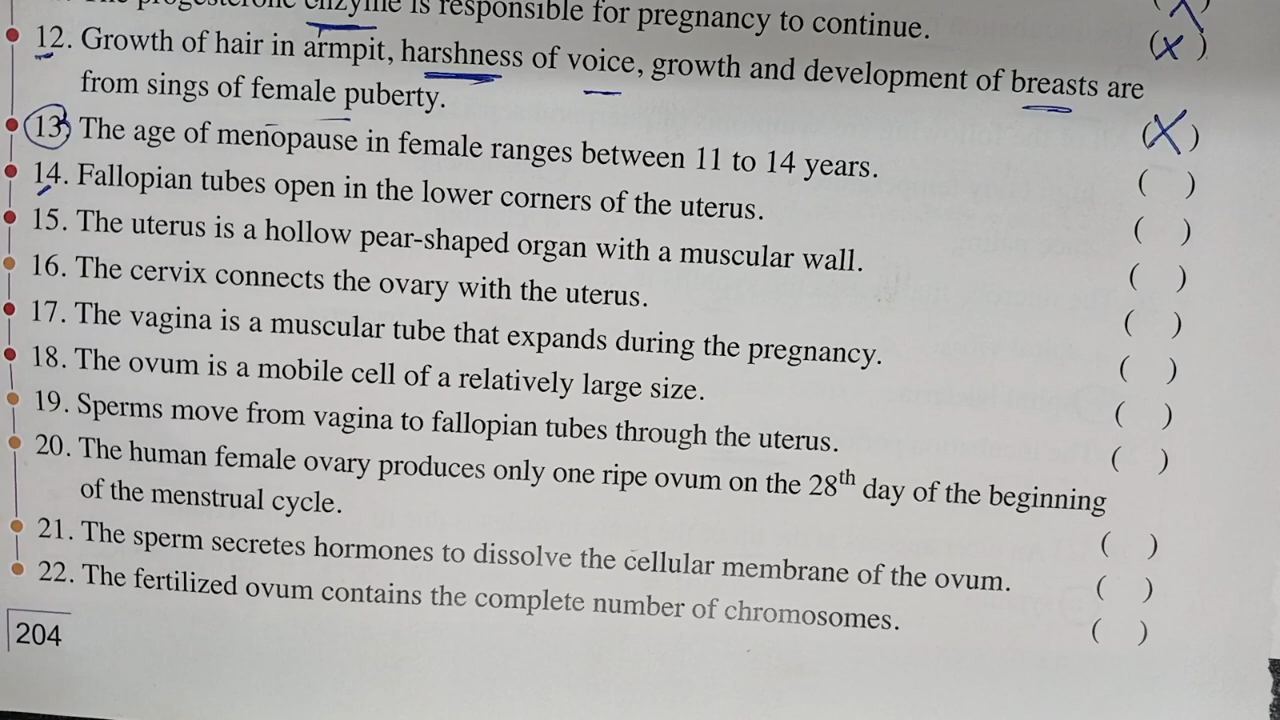 progesterone enzyme is responsible for pregnancy to continue.
12. Growth of hair in armpit, harshness of voice, growth and development of breasts are (x)
from sings of female puberty. (X)
13. The age of menopause in female ranges between 11 to 14 years. ( )
14. Fallopian tubes open in the lower corners of the uterus. ( )
15. The uterus is a hollow pear-shaped organ with a muscular wall. ( )
16. The cervix connects the ovary with the uterus. ( )
17. The vagina is a muscular tube that expands during the pregnancy. ( )
18. The ovum is a mobile cell of a relatively large size. ( )
19. Sperms move from vagina to fallopian tubes through the uterus. ( )
20. The human female ovary produces only one ripe ovum on the 28th day of the beginning
of the menstrual cycle. ( )
21. The sperm secretes hormones to dissolve the cellular membrane of the ovum. ( )
22. The fertilized ovum contains the complete number of chromosomes. ( )
204